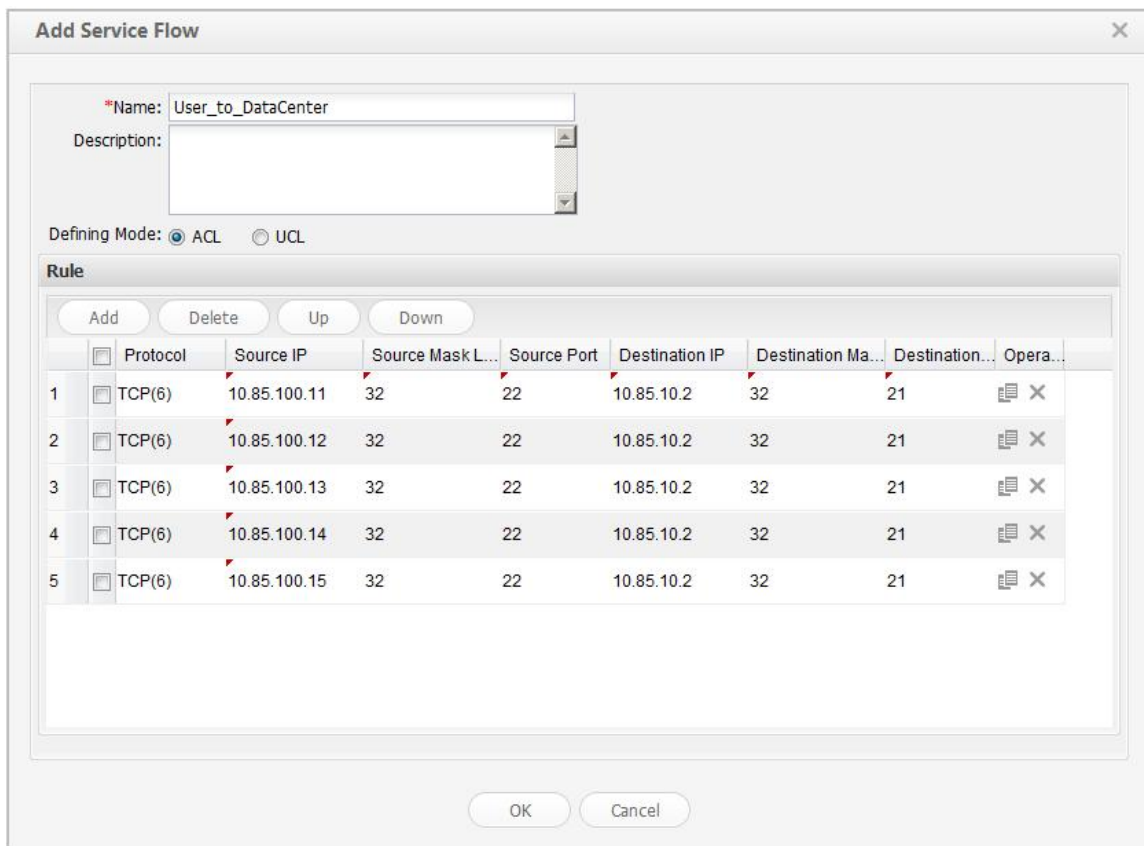 Add Service Flow
*Name: User_to_DataCenter
Description:
Defining Mode: ACL UCL
Rule
Add Delete Up Down
Protocol Source IP Source Mask L... Source Port Destination IP Destination Ma... Destination... Opera...
1 TCP(6) 10.85.100.11 32 22 10.85.10.2 32 21
2 TCP(6) 10.85.100.12 32 22 10.85.10.2 32 21
3 TCP(6) 10.85.100.13 32 22 10.85.10.2 32 21
4 TCP(6) 10.85.100.14 32 22 10.85.10.2 32 21
5 TCP(6) 10.85.100.15 32 22 10.85.10.2 32 21
OK Cancel